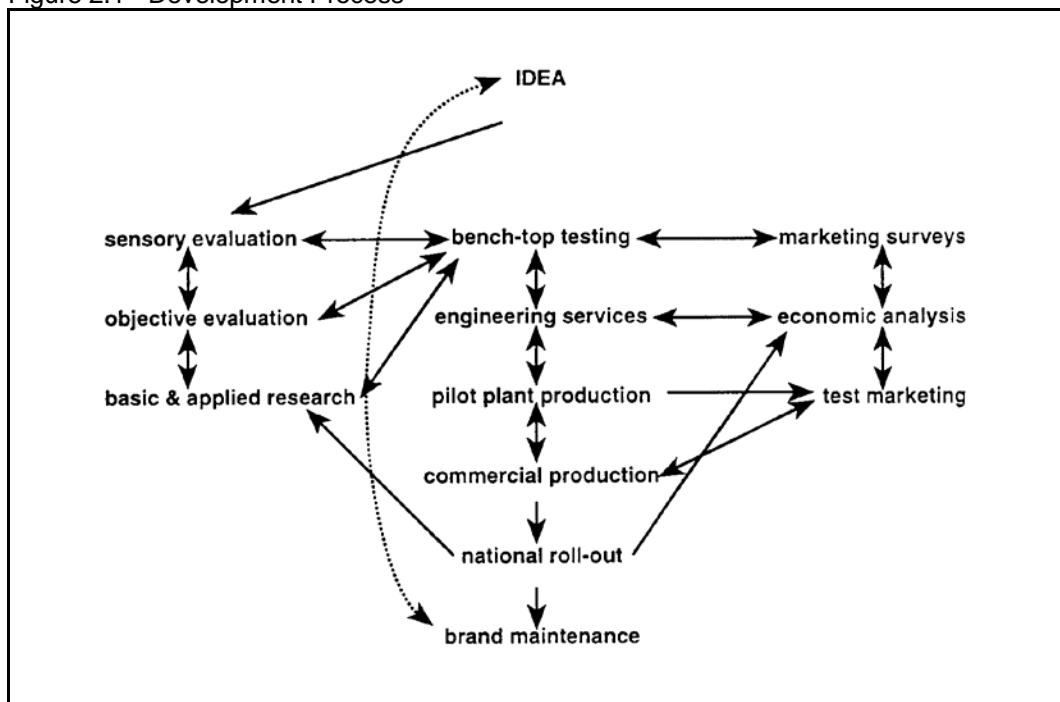 Figure 2.1 Development Process
IDEA
sensory evaluation bench-top testing marketing surveys
objective evaluation engineering services economic analysis
basic & applied research pilot plant production test marketing
commercial production
national roll-out
brand maintenance